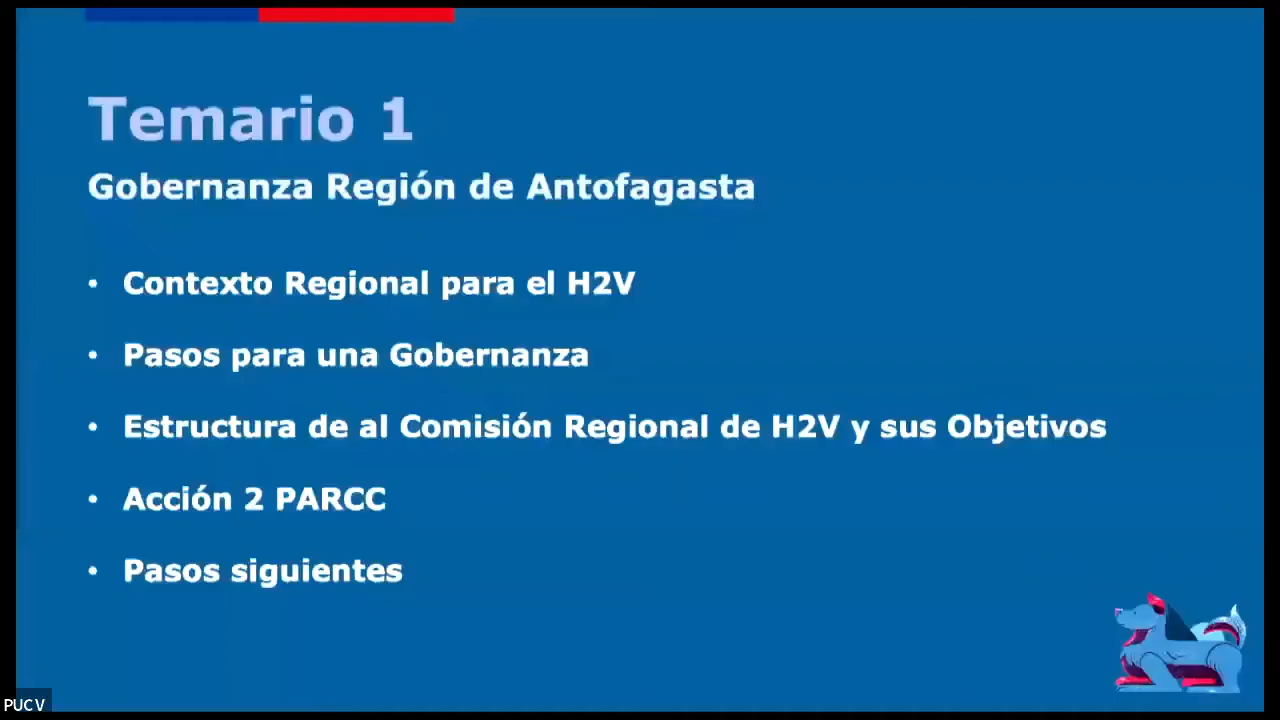 Temario 1
Gobernanza Región de Antofagasta
• Contexto Regional para el H2V
• Pasos para una Gobernanza
• Estructura de al Comisión Regional de H2V y sus Objetivos
• Acción 2 PARCC
• Pasos siguientes
PUCV